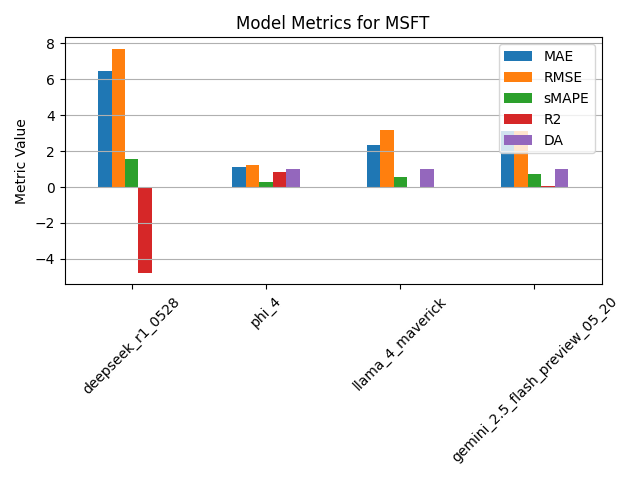 Model Metrics for MSFT
8
6
4
2
0
−2
−4
Metric Value
MAE
RMSE
sMAPE
R2
DA
deepseek_r1_0528
phi_4
llama_4_maverick
gemini_2.5_flash_preview_05_20